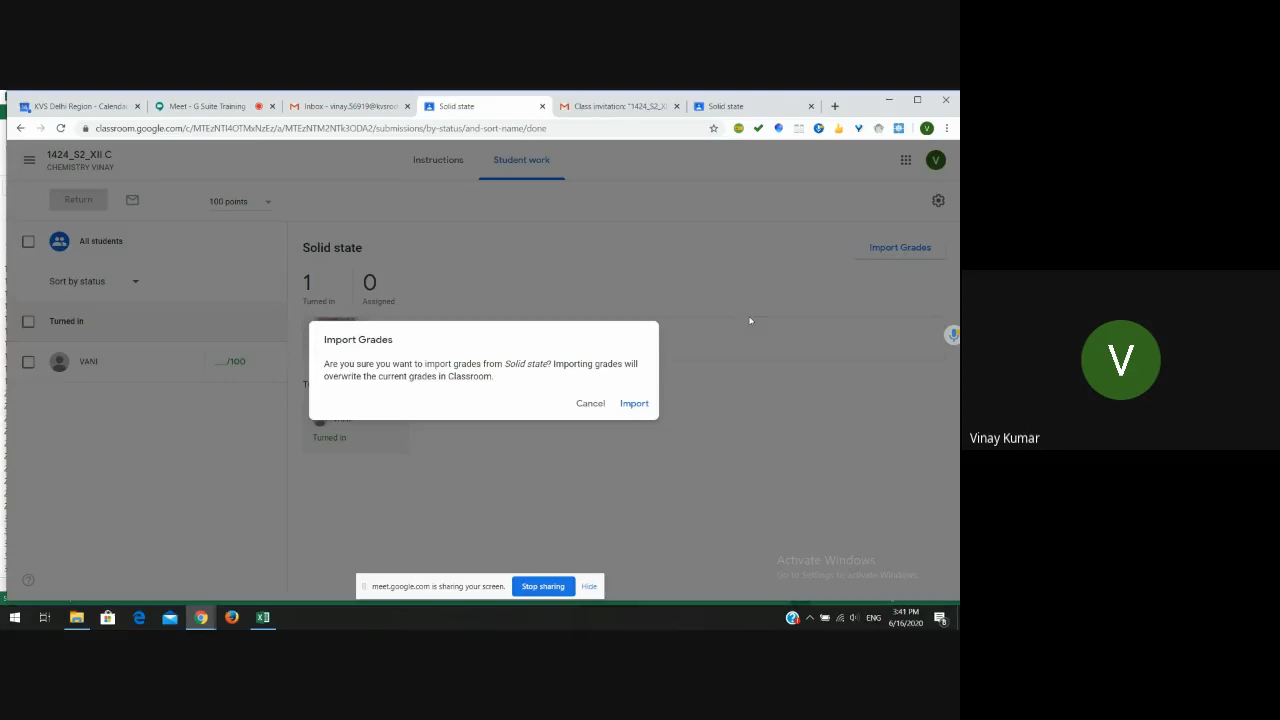 KVS Delhi Region - Calenda
Meet - G Suite Training
Inbox - vinay.56919@kvsrod
Solid state
Class invitation: "1424_S2_XI
Solid state
classroom.google.com/c/MTEzNTI4OTMxNzEz/a/MTEzNTM2NTk3ODA2/submissions/by-status/and-sort-name/done
V
1424_S2_XII C
CHEMISTRY VINAY
Instructions
Student work
V
Return
100 points
All students
Solid state
Import Grades
Sort by status
1
0
Turned in
Assigned
Turned in
VANI
__/100
Import Grades
Are you sure you want to import grades from Solid state? Importing grades will
overwrite the current grades in Classroom.
Cancel
Import
Turned in
V
Vinay Kumar
Activate Windows
Go to Settings to activate Windows.
meet.google.com is sharing your screen.
Stop sharing
Hide
ENG
3:41 PM
6/16/2020